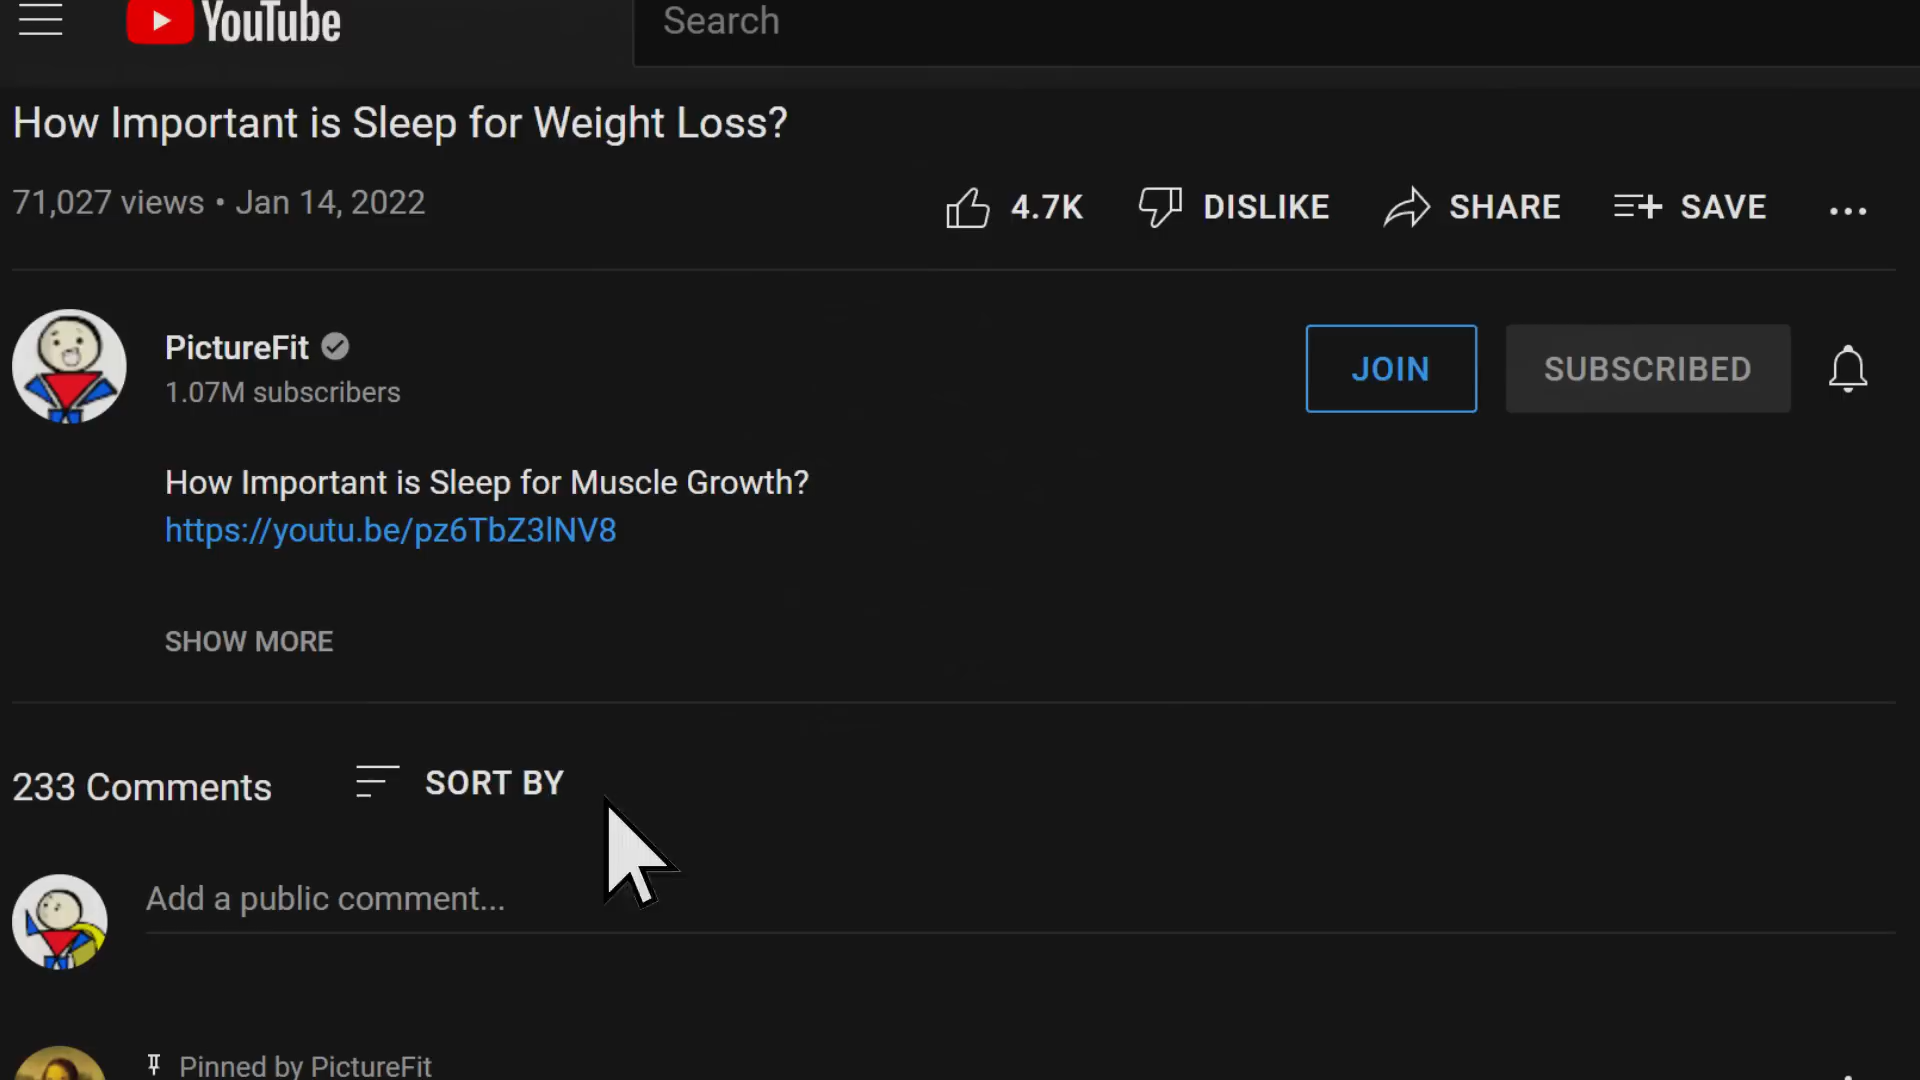 YouTube
Search
How Important is Sleep for Weight Loss?
71,027 views • Jan 14, 2022
4.7K
DISLIKE
SHARE
SAVE
PictureFit
1.07M subscribers
JOIN
SUBSCRIBED
How Important is Sleep for Muscle Growth?
https://youtu.be/pz6TbZ3lNV8
SHOW MORE
233 Comments
SORT BY
Add a public comment...
Pinned by PictureFit